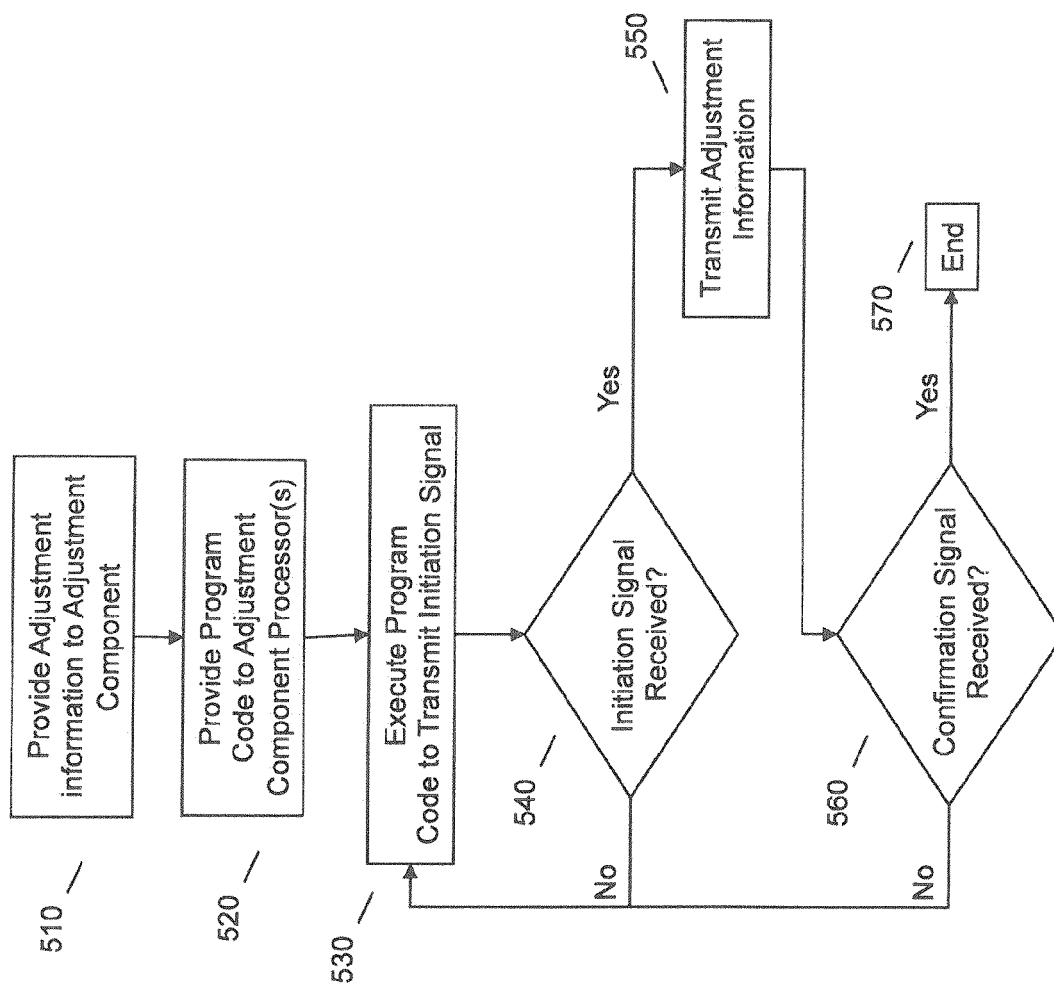 510
Provide Adjustment
information to Adjustment
Component
520
Provide Program
Code to Adjustment
Component Processor(s)
530
Execute Program
Code to Transmit Initiation Signal
540
Initiation Signal
Received?
No
Yes
550
Transmit Adjustment
Information
560
Confirmation Signal
Received?
No
Yes
570
End